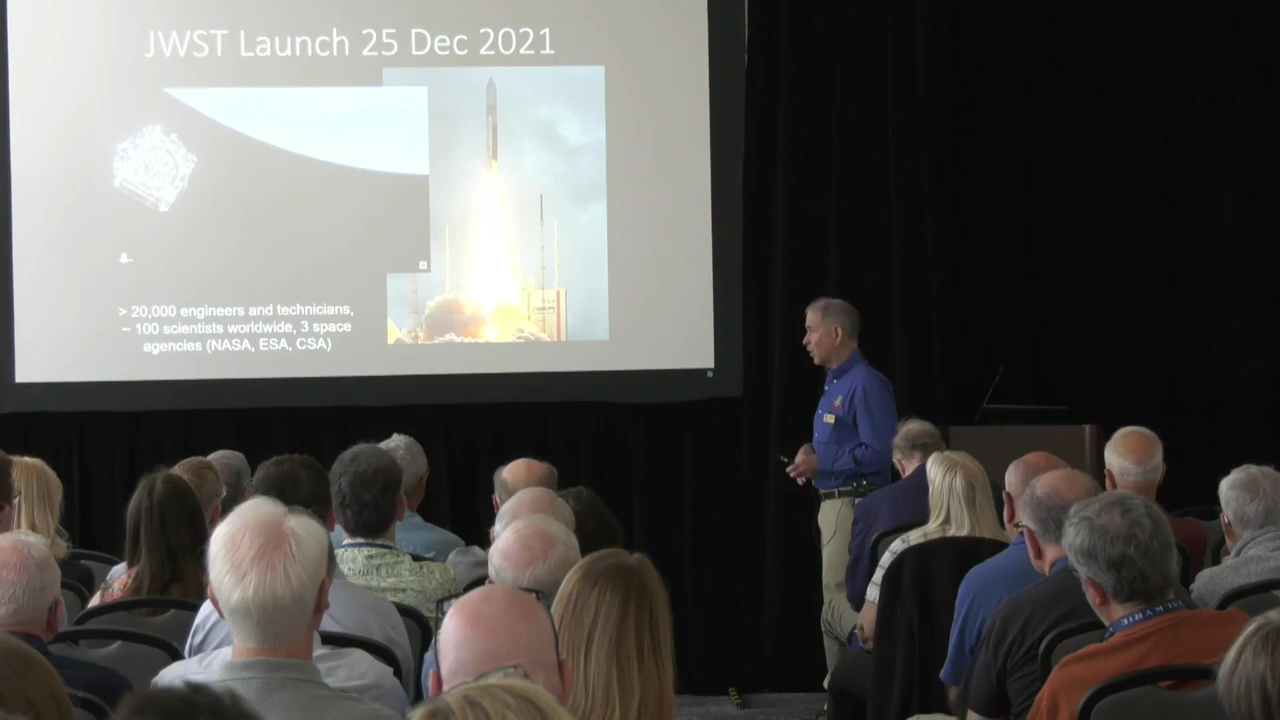 JWST Launch 25 Dec 2021
> 20,000 engineers and technicians,
~ 100 scientists worldwide, 3 space
agencies (NASA, ESA, CSA)
LKYRIE